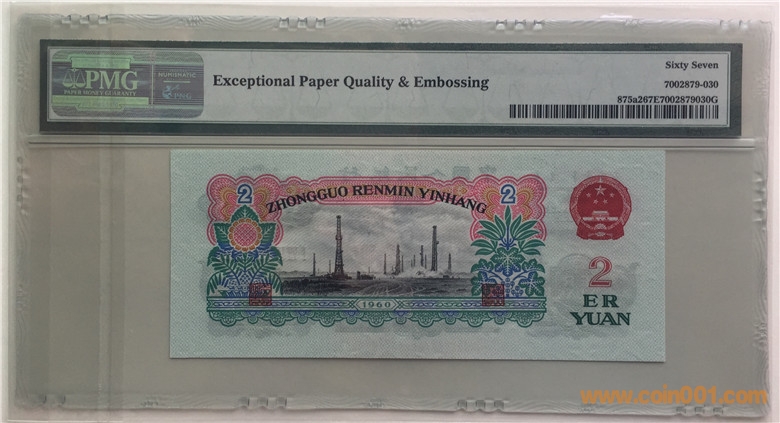 PMG
PAPER MONEY GUARANTY
NUMISMATIC
PNG
Exceptional Paper Quality & Embossing
Sixty Seven
7002879-030
875a267E7002879030G
2
2
ZHONGGUO RENMIN YINHANG
1960
2
ER
YUAN
www.coin001.com